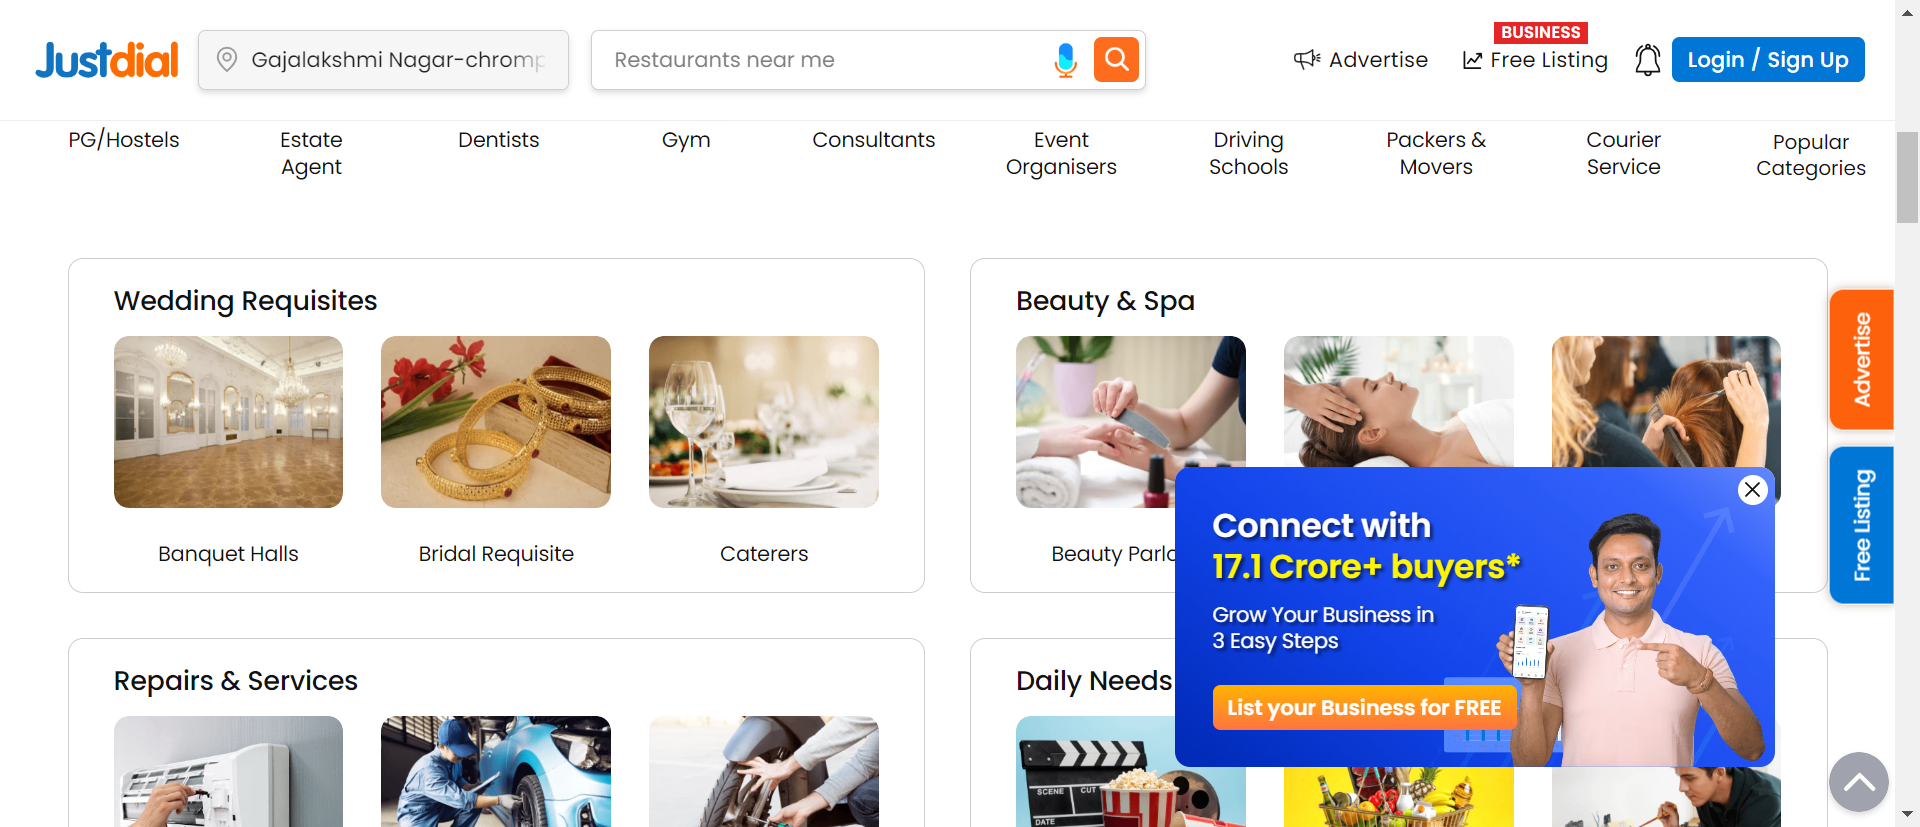 Justdial
Gajalakshmi Nagar-chromp
Restaurants near me
Advertise
BUSINESS
Free Listing
Login / Sign Up
PG/Hostels
Estate
Agent
Dentists
Gym
Consultants
Event
Organisers
Driving
Schools
Packers &
Movers
Courier
Service
Popular
Categories
Wedding Requisites
Banquet Halls
Bridal Requisite
Caterers
Beauty & Spa
Beauty Parlo
Advertise
Free Listing
Connect with
17.1 Crore+ buyers*
Grow Your Business in
3 Easy Steps
List your Business for FREE
Repairs & Services
Daily Needs
SCENE CUT
DATE